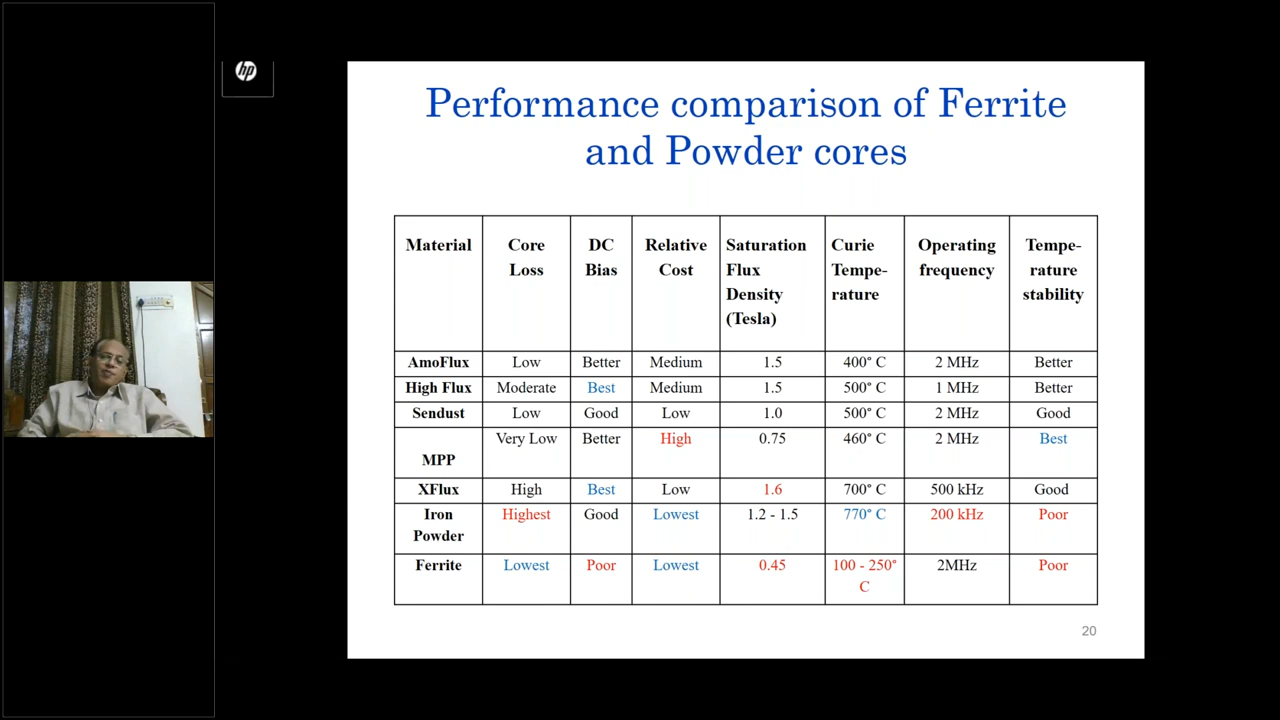 hp
Performance comparison of Ferrite
and Powder cores
Material Core Loss DC Bias Relative Cost Saturation Flux Density (Tesla) Curie Tempe-rature Operating frequency Tempe-rature stability
AmoFlux Low Better Medium 1.5 400° C 2 MHz Better
High Flux Moderate Best Medium 1.5 500° C 1 MHz Better
Sendust Low Good Low 1.0 500° C 2 MHz Good
MPP Very Low Better High 0.75 460° C 2 MHz Best
XFlux High Best Low 1.6 700° C 500 kHz Good
Iron Powder Highest Good Lowest 1.2 - 1.5 770° C 200 kHz Poor
Ferrite Lowest Poor Lowest 0.45 100 - 250° C 2MHz Poor
20